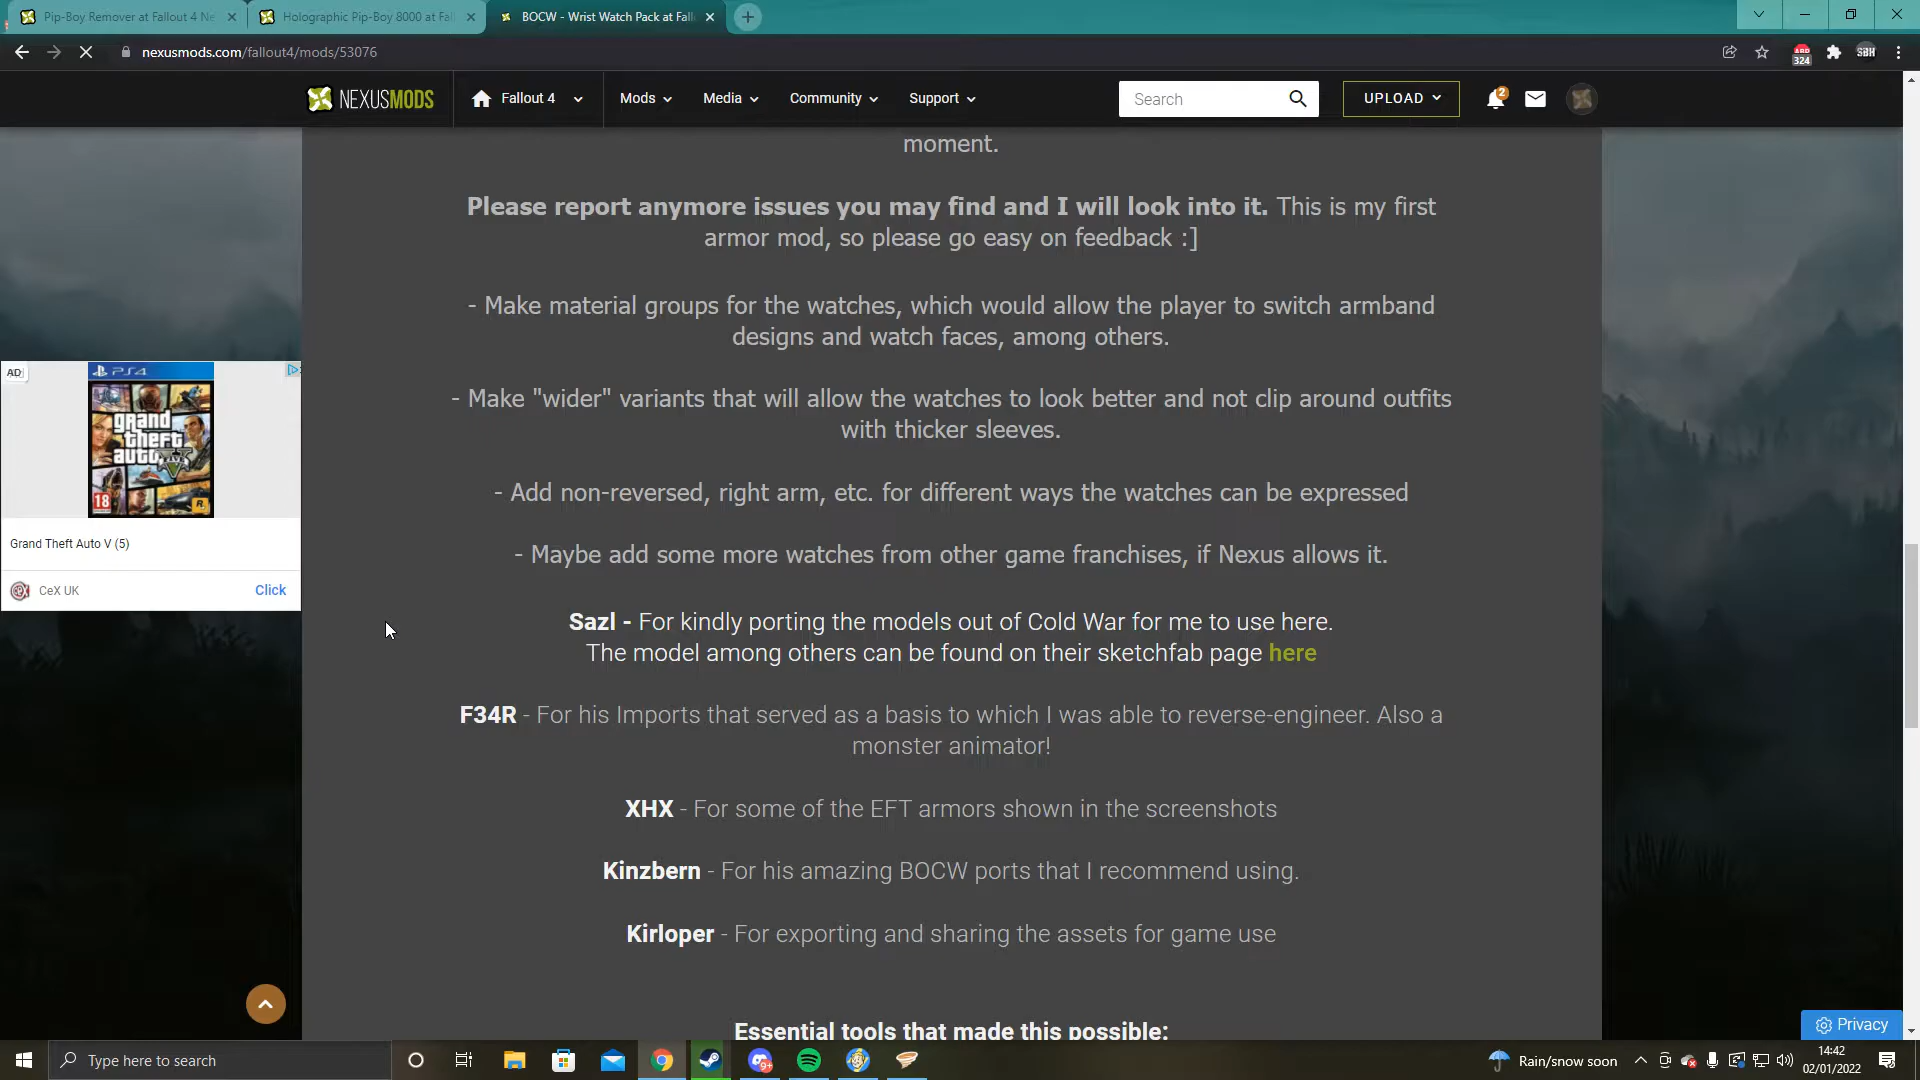 Pip-Boy Remover at Fallout 4 Ne
Holographic Pip-Boy 8000 at Fal
BOCW - Wrist Watch Pack at Fall
nexusmods.com/fallout4/mods/53076
ABP
324
SBH
NEXUSMODS
Fallout 4
Mods
Media
Community
Support
Search
UPLOAD
2
moment.
Please report anymore issues you may find and I will look into it. This is my first
armor mod, so please go easy on feedback :]
- Make material groups for the watches, which would allow the player to switch armband
designs and watch faces, among others.
- Make "wider" variants that will allow the watches to look better and not clip around outfits
with thicker sleeves.
- Add non-reversed, right arm, etc. for different ways the watches can be expressed
- Maybe add some more watches from other game franchises, if Nexus allows it.
Sazl - For kindly porting the models out of Cold War for me to use here.
The model among others can be found on their sketchfab page here
F34R - For his Imports that served as a basis to which I was able to reverse-engineer. Also a
monster animator!
XHX - For some of the EFT armors shown in the screenshots
Kinzbern - For his amazing BOCW ports that I recommend using.
Kirloper - For exporting and sharing the assets for game use
Essential tools that made this possible:
AD
PS4
grand
theft
auto
V
18
R
Grand Theft Auto V (5)
CeX UK
Click
Privacy
Type here to search
9+
Rain/snow soon
14:42
02/01/2022